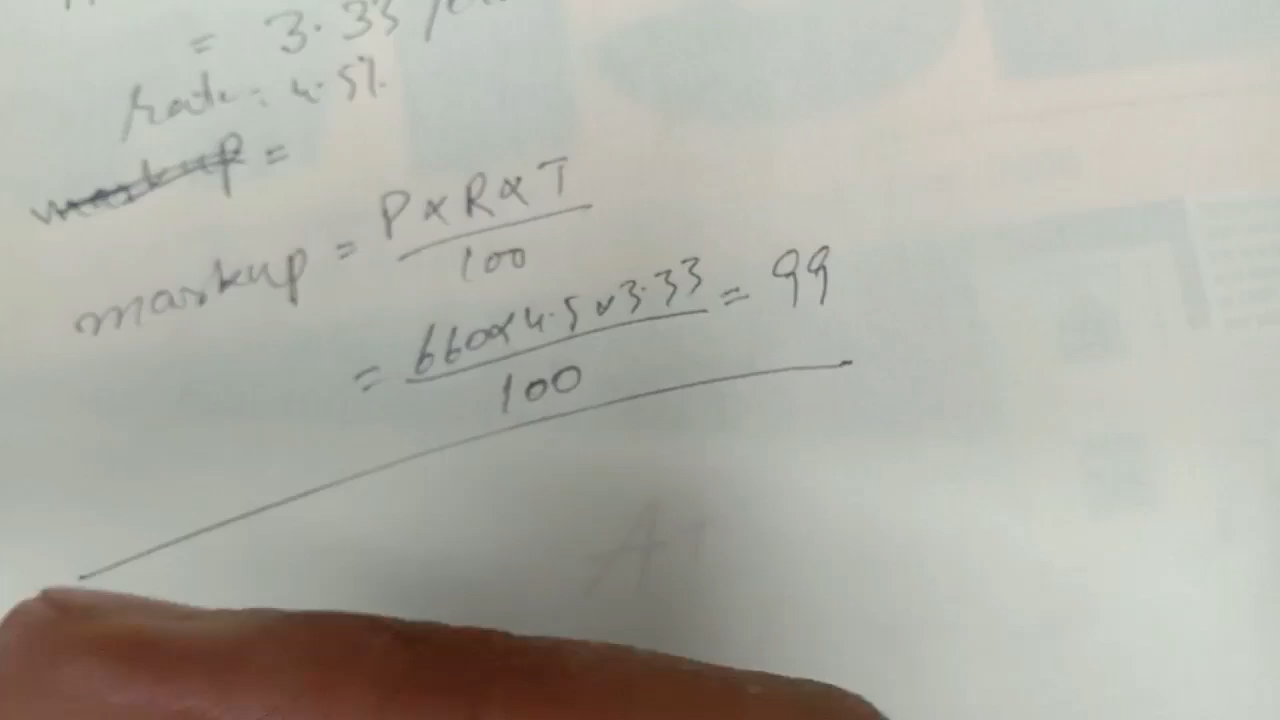 = 3.33
rate: 4.5%
markup =
markup = P × R × T
100
= 660 × 4.5 × 3.33 = 99
100